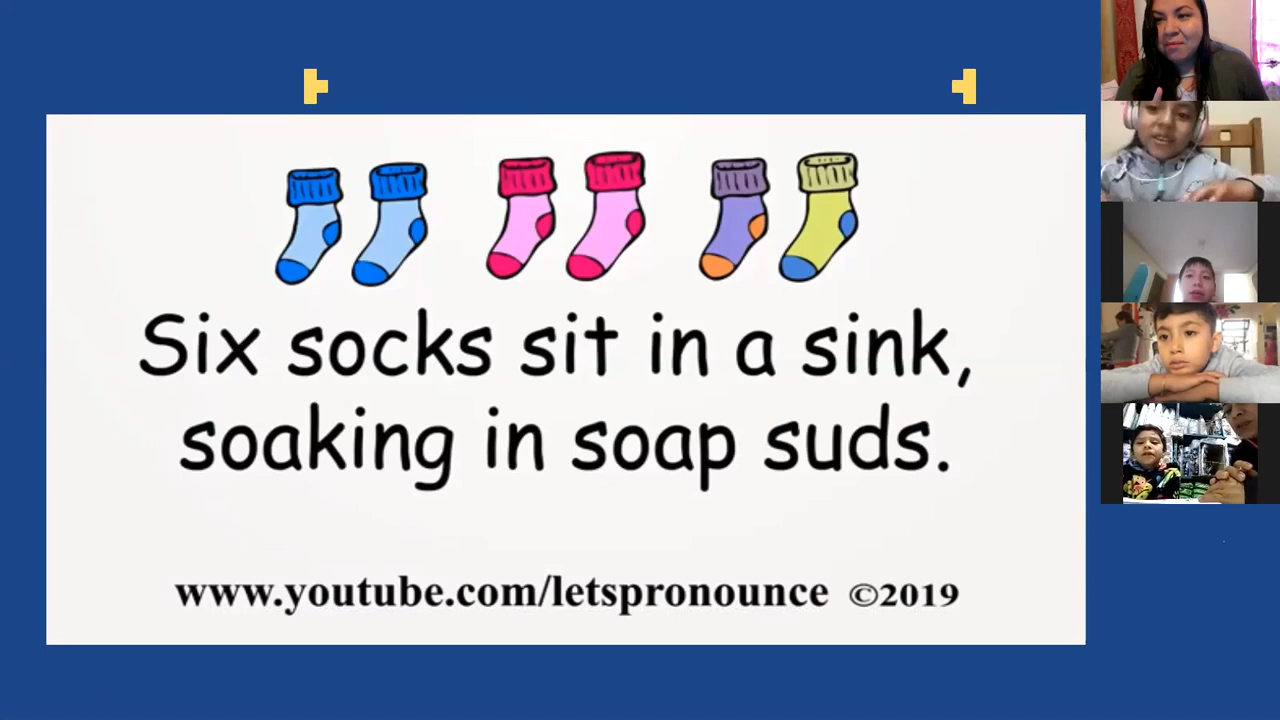 Six socks sit in a sink,
soaking in soap suds.
www.youtube.com/letspronounce ©2019